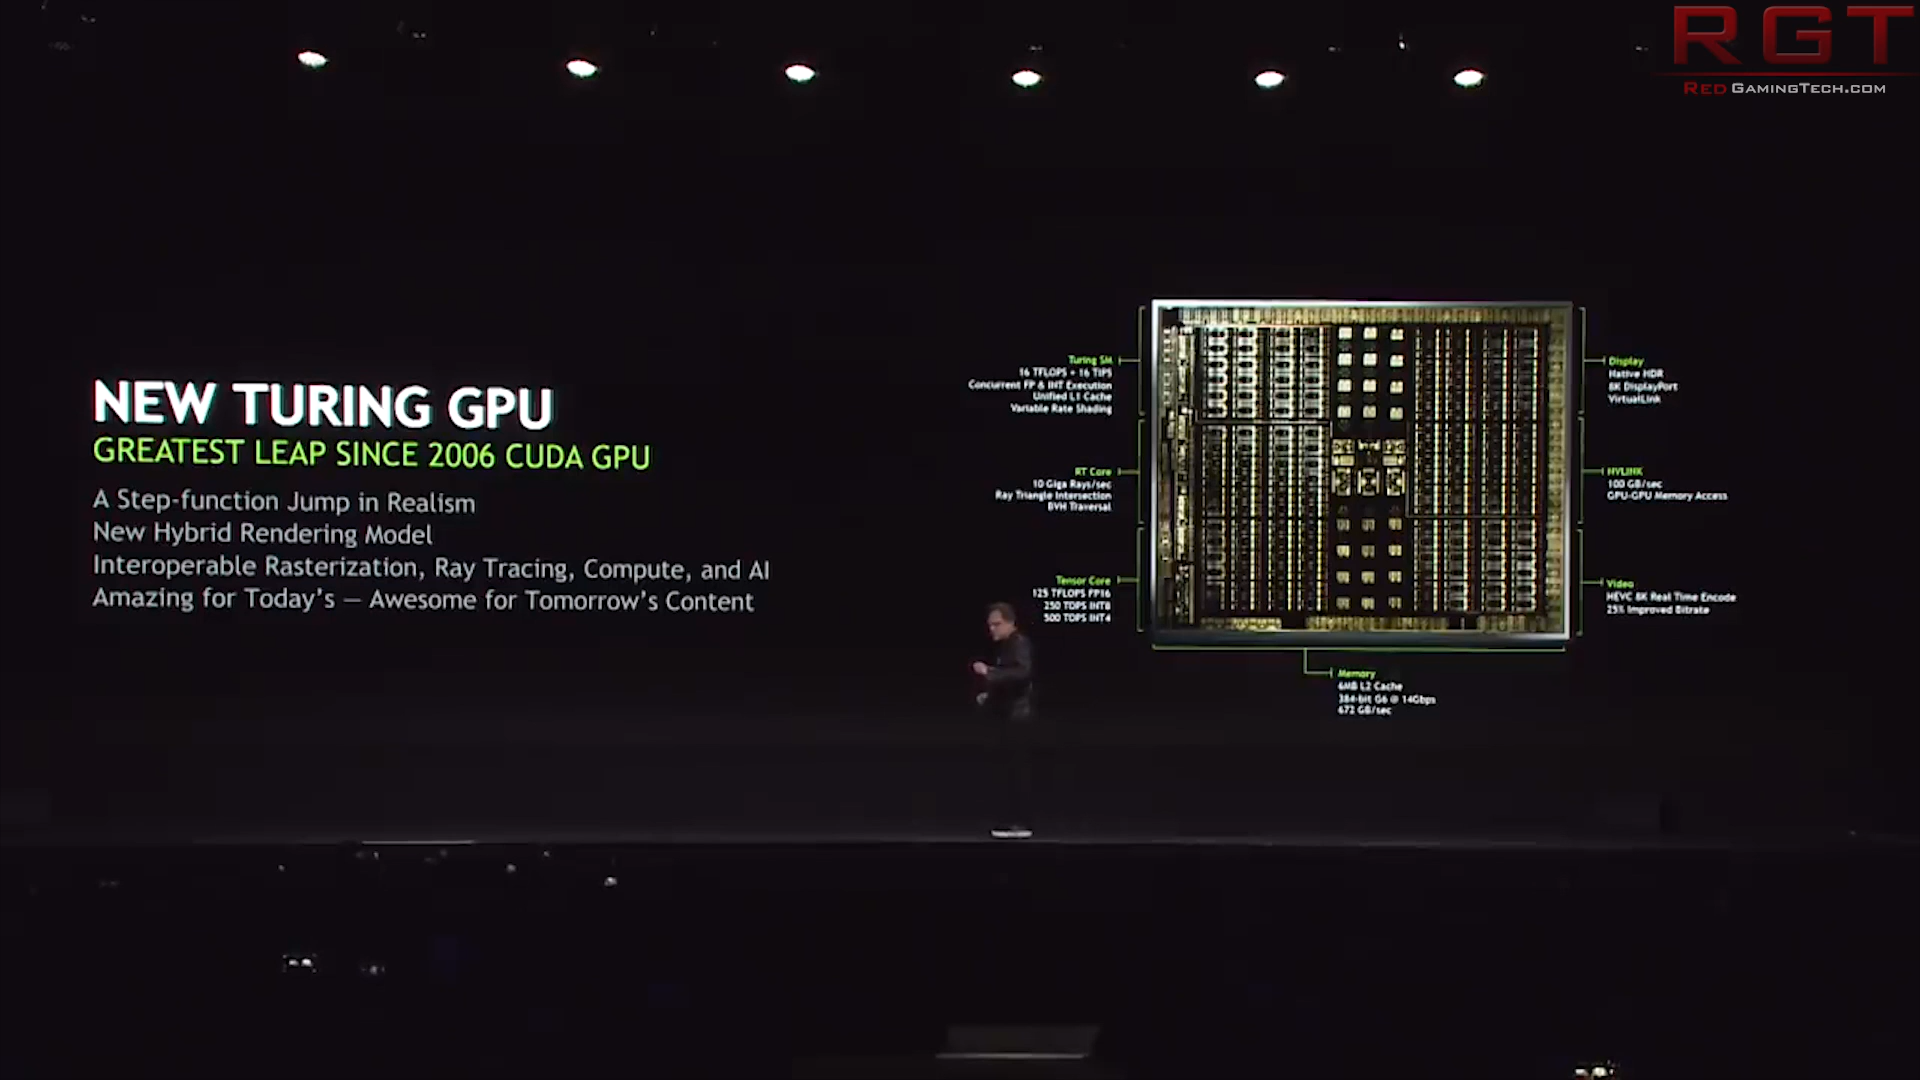 RGT
RED GAMINGTECH.COM
NEW TURING GPU
GREATEST LEAP SINCE 2006 CUDA GPU
A Step-function Jump in Realism
New Hybrid Rendering Model
Interoperable Rasterization, Ray Tracing, Compute, and AI
Amazing for Today's — Awesome for Tomorrow's Content
Turing SM
16 TFLOPS + 16 TIPS
Concurrent FP & INT Execution
Unified L1 Cache
Variable Rate Shading
RT Core
10 Giga Rays/sec
Ray Triangle Intersection
BVH Traversal
Tensor Core
125 TFLOPS FP16
250 TOPS INT8
500 TOPS INT4
Display
Native HDR
8K DisplayPort
VirtualLink
NVLINK
100 GB/sec
GPU-GPU Memory Access
Video
HEVC 8K Real Time Encode
25% Improved Bitrate
Memory
6MB L2 Cache
384-bit G6 @ 14Gbps
672 GB/sec